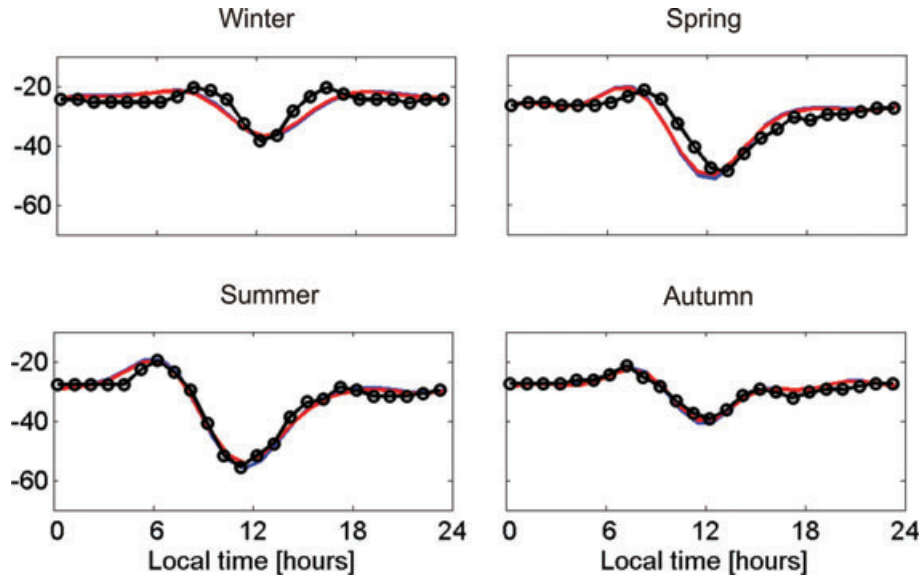 Winter
Spring
-20
-40
-60
Summer
Autumn
-20
-40
-60
0 6 12 18 24
0 6 12 18 24
Local time [hours]
Local time [hours]